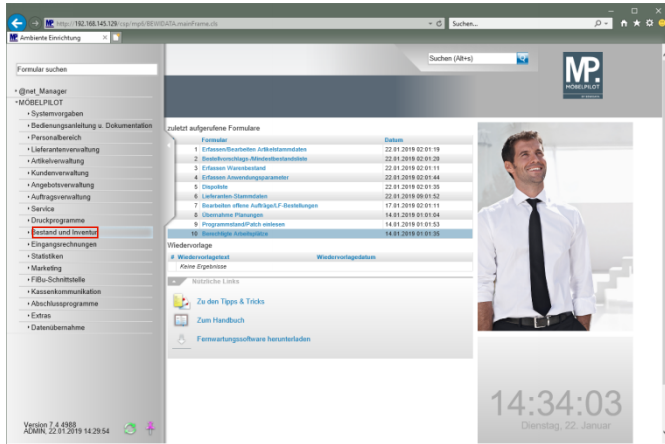 http://192.168.145.129/csp/mp6/BEWIDATA.mainFrame.cls
Suchen...
Ambiente Einrichtung
Suchen (Alt+s)
MP.
MÖBELPILOT
Formular suchen
@net_Manager
MÖBELPILOT
Systemvorgaben
Bedienungsanleitung u. Dokumentation
Personalbereich
Lieferantenverwaltung
Artikelverwaltung
Kundenverwaltung
Angebotsverwaltung
Auftragsverwaltung
Service
Druckprogramme
Bestand und Inventur
Eingangsrechnungen
Statistiken
Marketing
FiBu-Schnittstelle
Kassenkommunikation
Abschlussprogramme
Extras
Datenübernahme
Version 7.4.4988
ADMIN, 22.01.2019 14:29:54
zuletzt aufgerufene Formulare
Formular Datum
1 Erfassen/Bearbeiten Artikelstammdaten 22.01.2019 02:01:19
2 Bestellvorschlags-/Mindestbestandsliste 22.01.2019 02:01:20
3 Erfassen Warenbestand 22.01.2019 02:01:11
4 Erfassen Anwendungsparameter 22.01.2019 02:01:44
5 Dispoliste 22.01.2019 02:01:35
6 Lieferanten-Stammdaten 22.01.2019 09:01:52
7 Bearbeiten offene Aufträge/LF-Bestellungen 17.01.2019 02:01:11
8 Übernahme Planungen 14.01.2019 01:01:04
9 Programmstand/Patch einlesen 14.01.2019 01:01:53
10 Berechtigte Arbeitsplätze 14.01.2019 01:01:35
Wiedervorlage
# Wiedervorlagetext Wiedervorlagedatum
Keine Ergebnisse
Nützliche Links
Zu den Tipps & Tricks
Zum Handbuch
Fernwartungssoftware herunterladen
14:34:03
Dienstag, 22. Januar